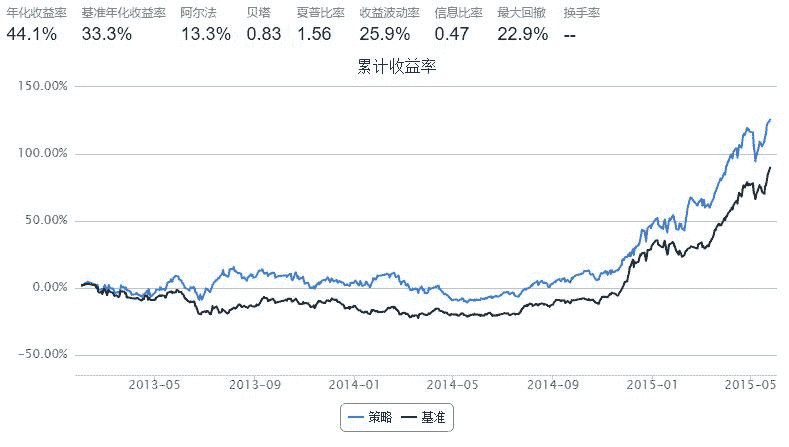 年化收益率 基准年化收益率 阿尔法 贝塔 夏普比率 收益波动率 信息比率 最大回撤 换手率
44.1% 33.3% 13.3% 0.83 1.56 25.9% 0.47 22.9% --
累计收益率
150.00%
100.00%
50.00%
0.00%
-50.00%
2013-05 2013-09 2014-01 2014-05 2014-09 2015-01 2015-05
策略 基准